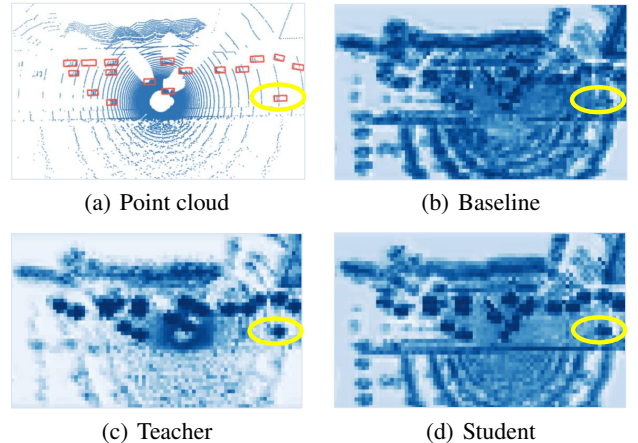 (a) Point cloud
(b) Baseline
(c) Teacher
(d) Student